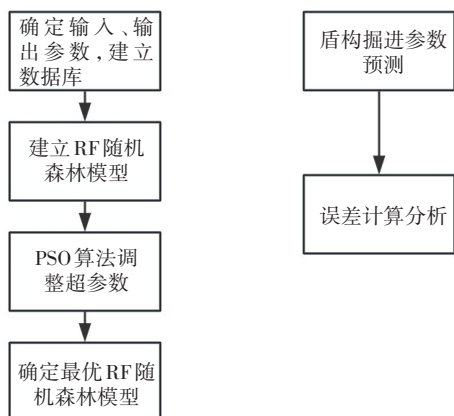 确定输入、输
出参数,建立
数据库
建立RF随机
森林模型
PSO算法调
整超参数
确定最优RF随
机森林模型
盾构掘进参数
预测
误差计算分析